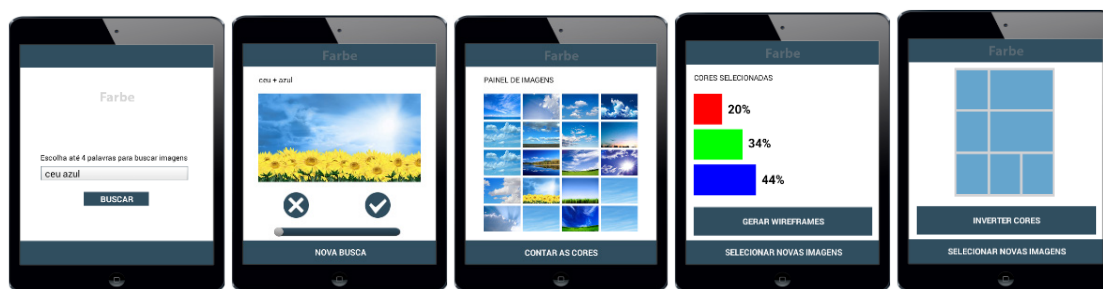 Farbe
Escolha até 4 palavras para buscar imagens
ceu azul
BUSCAR
Farbe
ceu + azul
NOVA BUSCA
Farbe
PAINEL DE IMAGENS
CONTAR AS CORES
Farbe
CORES SELECIONADAS
20%
34%
44%
GERAR WIREFRAMES
SELECIONAR NOVAS IMAGENS
Farbe
INVERTER CORES
SELECIONAR NOVAS IMAGENS